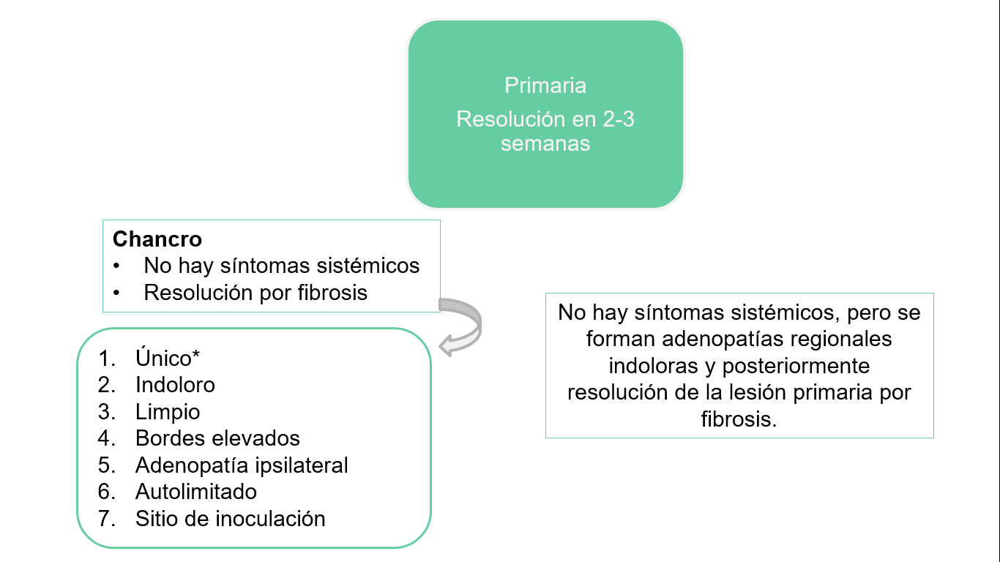 Primaria
Resolución en 2-3
semanas
Chancro
• No hay síntomas sistémicos
• Resolución por fibrosis
1. Único*
2. Indoloro
3. Limpio
4. Bordes elevados
5. Adenopatía ipsilateral
6. Autolimitado
7. Sitio de inoculación
No hay síntomas sistémicos, pero se
forman adenopatías regionales
indoloras y posteriormente
resolución de la lesión primaria por
fibrosis.